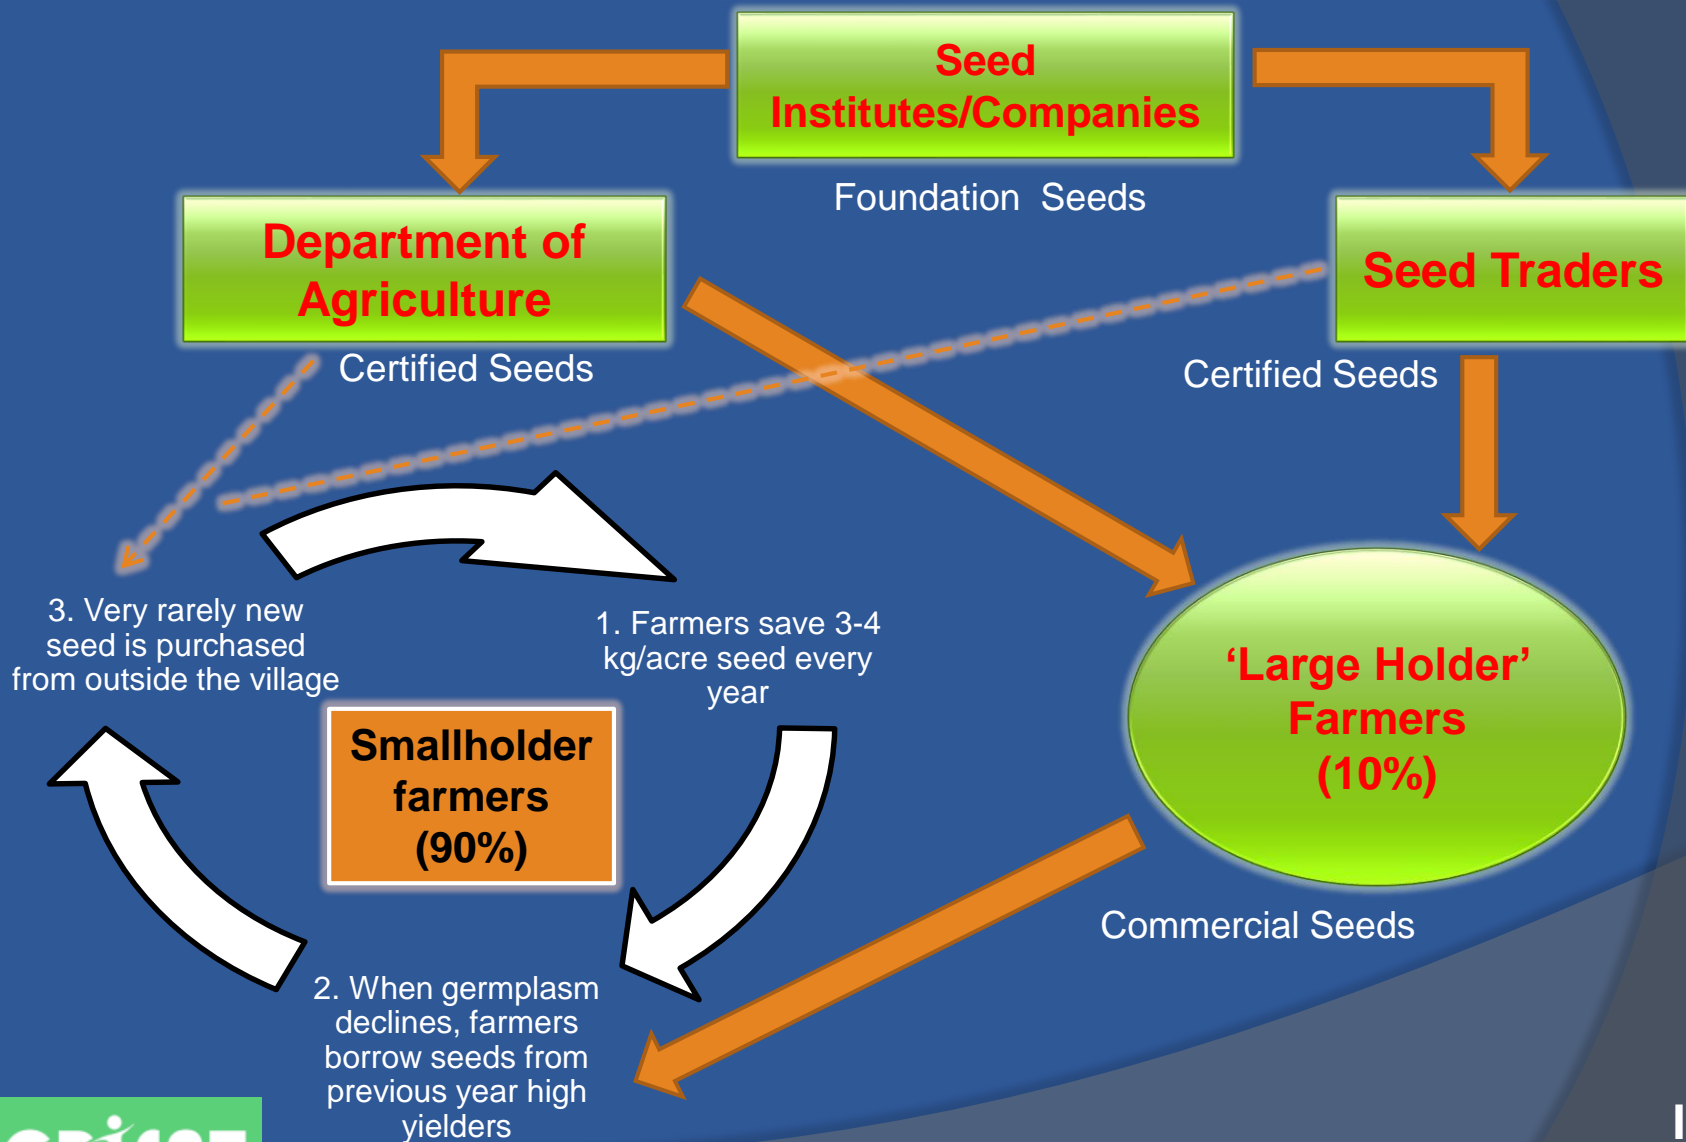 Seed
Institutes/Companies
Foundation Seeds
Department of
Agriculture
Certified Seeds
Seed Traders
Certified Seeds
3. Very rarely new
seed is purchased
from outside the village
1. Farmers save 3-4
kg/acre seed every
year
Smallholder
farmers
(90%)
‘Large Holder’
Farmers
(10%)
Commercial Seeds
2. When germplasm
declines, farmers
borrow seeds from
previous year high
yielders